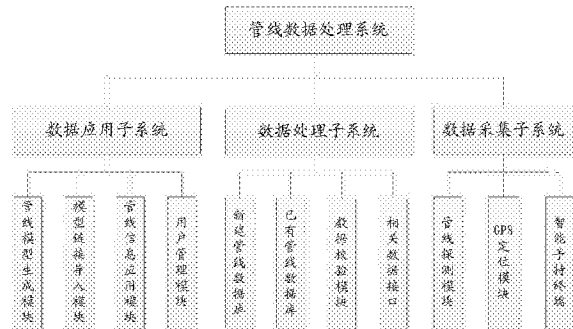 管线数据处理系统
数据应用子系统
数据处理子系统
数据采集子系统
管线模型生成模块
模型链接导入模块
管线信息应用模块
用户管理模块
新建管线数据库
已有管线数据库
数据校验模块
相关数据接口
管线探测模块
GPS定位模块
智能手持终端